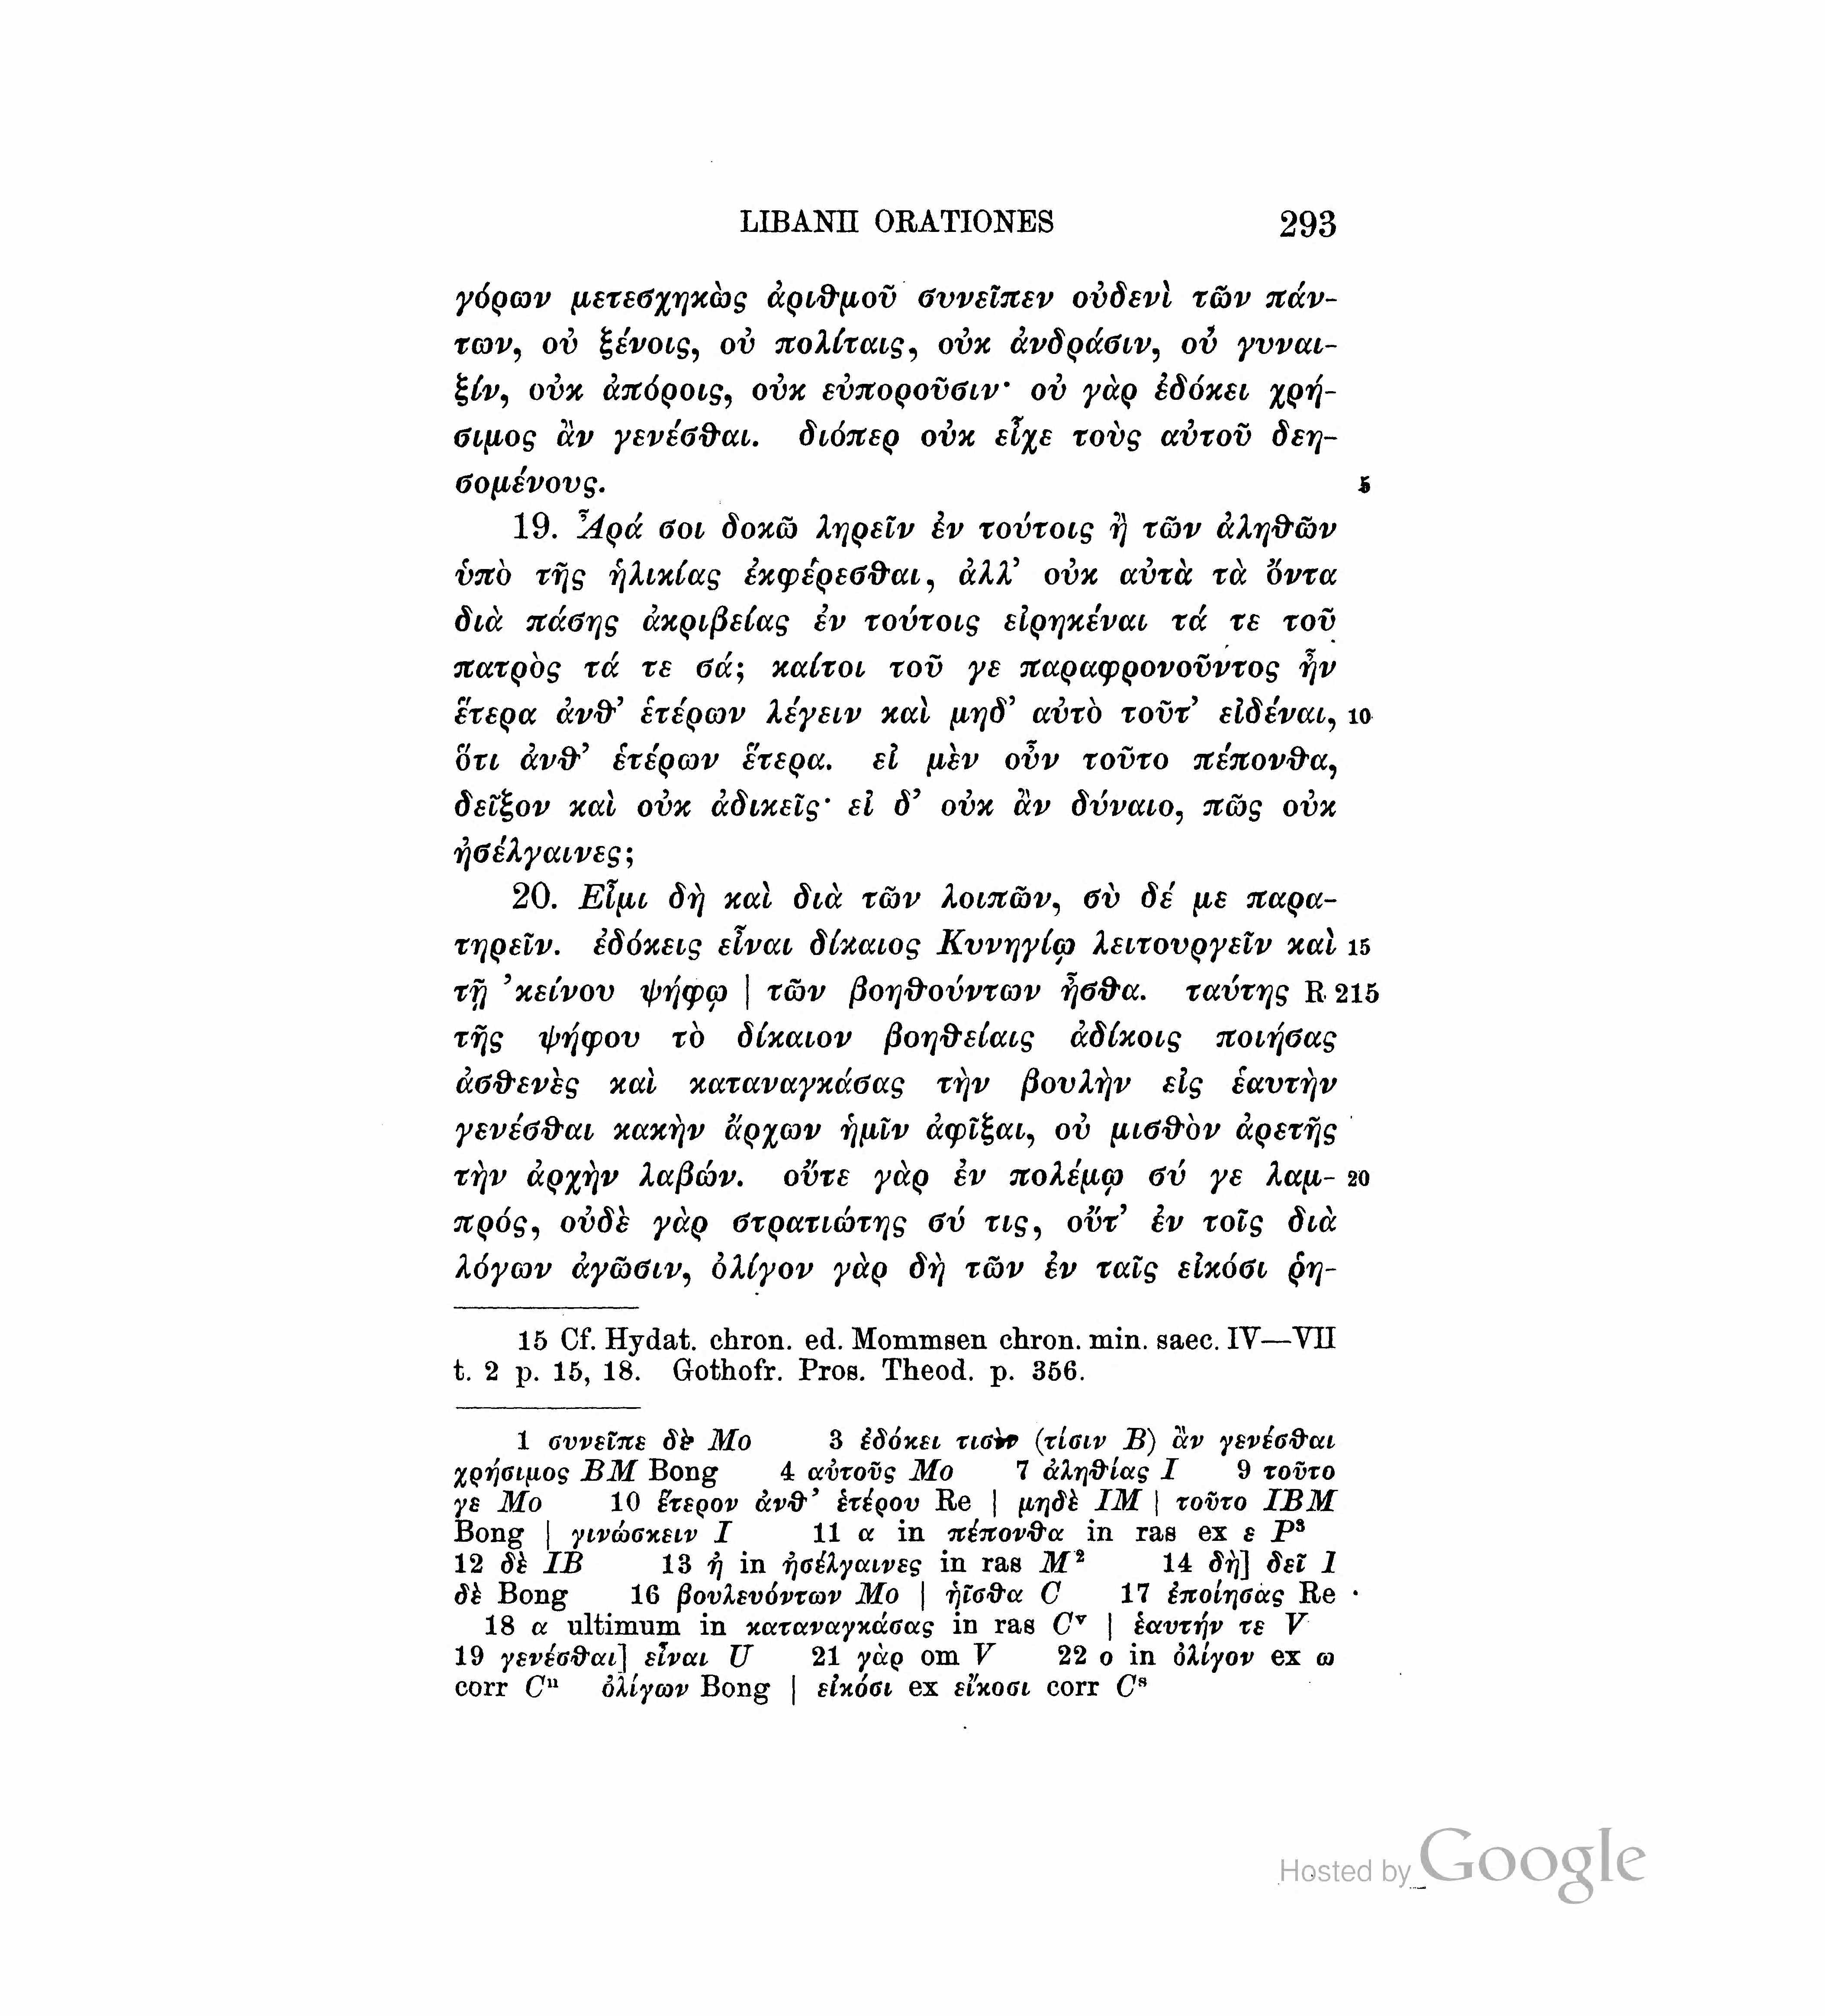 LIBANII ORATIONES 293
γόρων μετεσχηκὼς ἀριθμοῦ συνεῖπεν οὐδενὶ τῶν πάν-
των, οὐ ξένοις, οὐ πολίταις, οὐκ ἀνδράσιν, οὐ γυναι-
ξίν, οὐκ ἀπόροις, οὐκ εὐποροῦσιν· οὐ γὰρ ἐδόκει χρή-
σιμος ἂν γενέσθαι. διόπερ οὐκ εἶχε τοὺς αὑτοῦ δεη-
σομένους. 5
19. Ἆρά σοι δοκῶ ληρεῖν ἐν τούτοις ἢ τῶν ἀληθῶν
ὑπὸ τῆς ἡλικίας ἐκφέρεσθαι, ἀλλ’ οὐκ αὐτὰ τὰ ὄντα
διὰ πάσης ἀκριβείας ἐν τούτοις εἰρηκέναι τά τε τοῦ
πατρὸς τά τε σά; καίτοι τοῦ γε παραφρονοῦντος ἦν
ἕτερα ἀνθ’ ἑτέρων λέγειν καὶ μηδ’ αὐτὸ τοῦτ’ εἰδέναι, 10
ὅτι ἀνθ’ ἑτέρων ἕτερα. εἰ μὲν οὖν τοῦτο πέπονθα,
δεῖξον καὶ οὐκ ἀδικεῖς· εἰ δ’ οὐκ ἂν δύναιο, πῶς οὐκ
ἠσέλγαινες;
20. Εἶμι δὴ καὶ διὰ τῶν λοιπῶν, σὺ δέ με παρα-
τηρεῖν. ἐδόκεις εἶναι δίκαιος Κυνηγίῳ λειτουργεῖν καὶ 15
τῇ ’κείνου ψήφῳ | τῶν βοηθούντων ἦσθα. ταύτης R 215
τῆς ψήφου τὸ δίκαιον βοηθείαις ἀδίκοις ποιήσας
ἀσθενὲς καὶ καταναγκάσας τὴν βουλὴν εἰς ἑαυτὴν
γενέσθαι κακὴν ἄρχων ἡμῖν ἀφῖξαι, οὐ μισθὸν ἀρετῆς
τὴν ἀρχὴν λαβών. οὔτε γὰρ ἐν πολέμῳ σύ γε λαμ- 20
πρός, οὐδὲ γὰρ στρατιώτης σύ τις, οὔτ’ ἐν τοῖς διὰ
λόγων ἀγῶσιν, ὀλίγον γὰρ δὴ τῶν ἐν ταῖς εἰκόσι ῥη-
15 Cf. Hydat. chron. ed. Mommsen chron. min. saec. IV—VII
t. 2 p. 15, 18. Gothofr. Pros. Theod. p. 356.
1 συνεῖπε δὲ Mo 3 ἐδόκει τισὶν (τίσιν B) ἂν γενέσθαι
χρήσιμος BM Bong 4 αὐτοῦς Mo 7 ἀληθίας I 9 τοῦτο
γε Mo 10 ἕτερον ἀνθ’ ἑτέρου Re | μηδὲ IM | τοῦτο IBM
Bong | γινώσκειν I 11 α in πέπονθα in ras ex ε P³
12 δὲ IB 13 ἠ in ἠσέλγαινες in ras M² 14 δὴ] δεῖ I
δὲ Bong 16 βουλευόντων Mo | ἠῖσθα C 17 ἐποίησας Re
18 α ultimum in καταναγκάσας in ras Cᵛ | ἑαυτήν τε V
19 γενέσθαι] εἶναι U 21 γὰρ om V 22 ο in ὀλίγον ex ω
corr Cᵘ ὀλίγων Bong | εἰκόσι ex εἴκοσι corr Cˢ
Hosted by Google